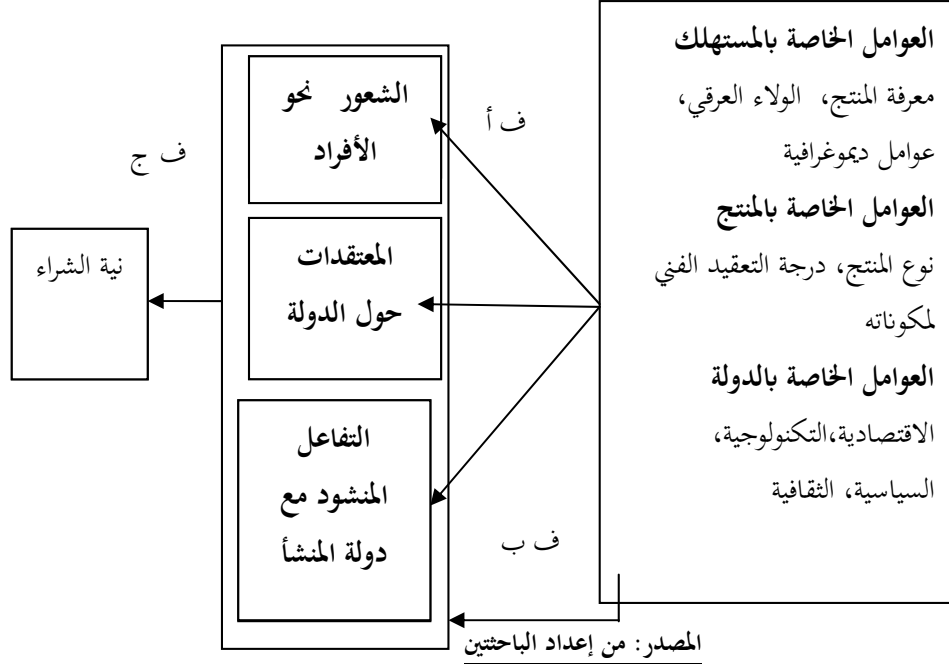 العوامل الخاصة بالمستهلك
معرفة المنتج، الولاء العرقي،
عوامل ديموغرافية
العوامل الخاصة بالمنتج
نوع المنتج، درجة التعقيد الفني
لمكوناته
العوامل الخاصة بالدولة
الاقتصادية،التكنولوجية،
السياسية، الثقافية
ف أ
ف ب
الشعور نحو
الأفراد
المعتقدات
حول الدولة
التفاعل
المنشود مع
دولة المنشأ
ف ج
نية الشراء
المصدر: من إعداد الباحثتين